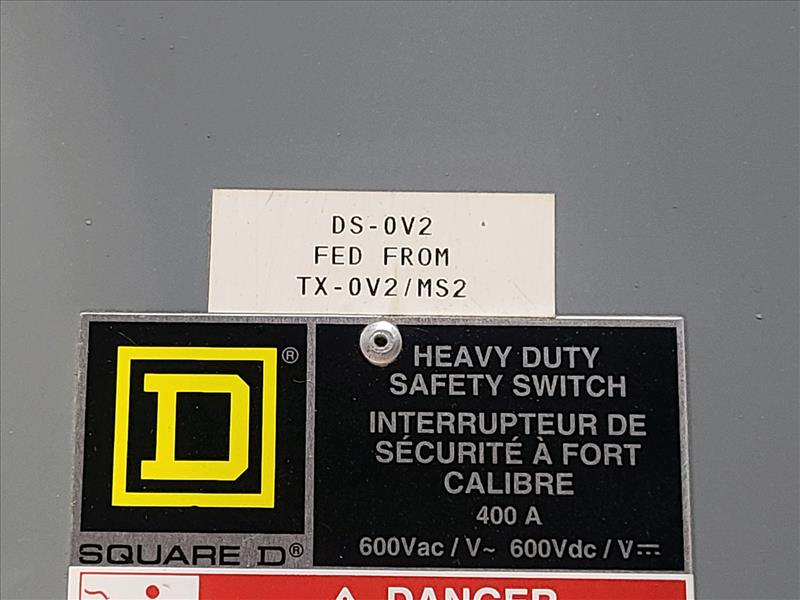 DS-0V2
FED FROM
TX-0V2/MS2
D®
SQUARE D®
HEAVY DUTY
SAFETY SWITCH
INTERRUPTEUR DE
SÉCURITÉ À FORT
CALIBRE
400 A
600Vac / V~ 600Vdc / V⎓
DANGER